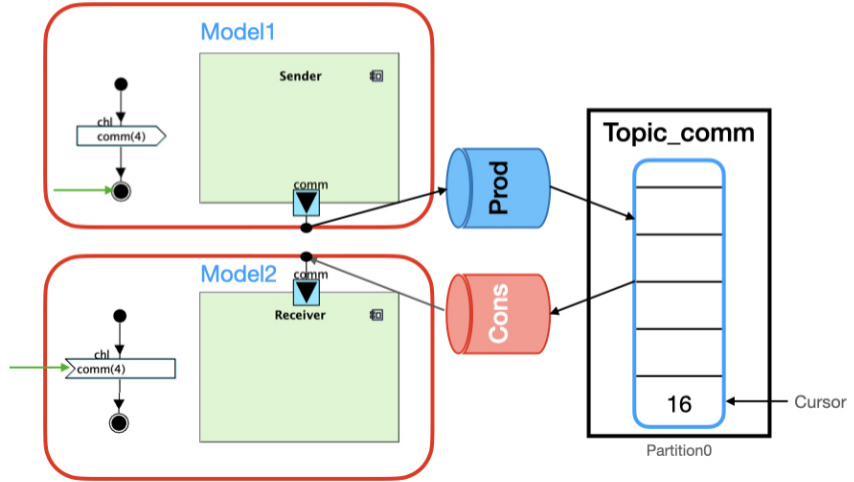 Model1
Sender
chl
comm(4)
comm
Prod
Topic_comm
Model2
comm
Receiver
chl
comm(4)
Cons
16
Cursor
Partition0